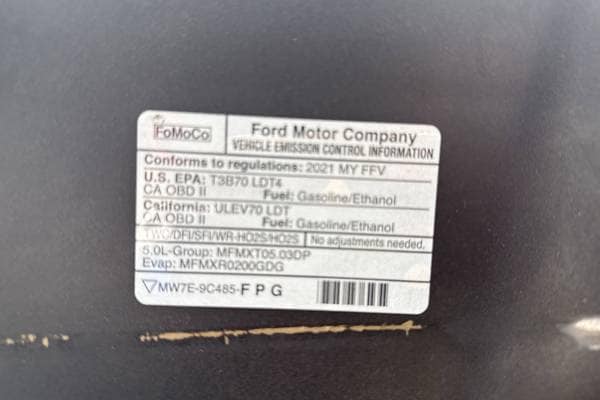 FoMoCo
Ford Motor Company
VEHICLE EMISSION CONTROL INFORMATION
Conforms to regulations: 2021 MY FFV
U.S. EPA: T3B70 LDT4
CA OBD II Fuel: Gasoline/Ethanol
California: ULEV70 LDT
CA OBD II Fuel: Gasoline/Ethanol
TWC/DFI/SFI/WR-HO2S/HO2S No adjustments needed.
5.0L-Group: MFMXT05.03DP
Evap: MFMXR0200GDG
MW7E-9C485-F P G